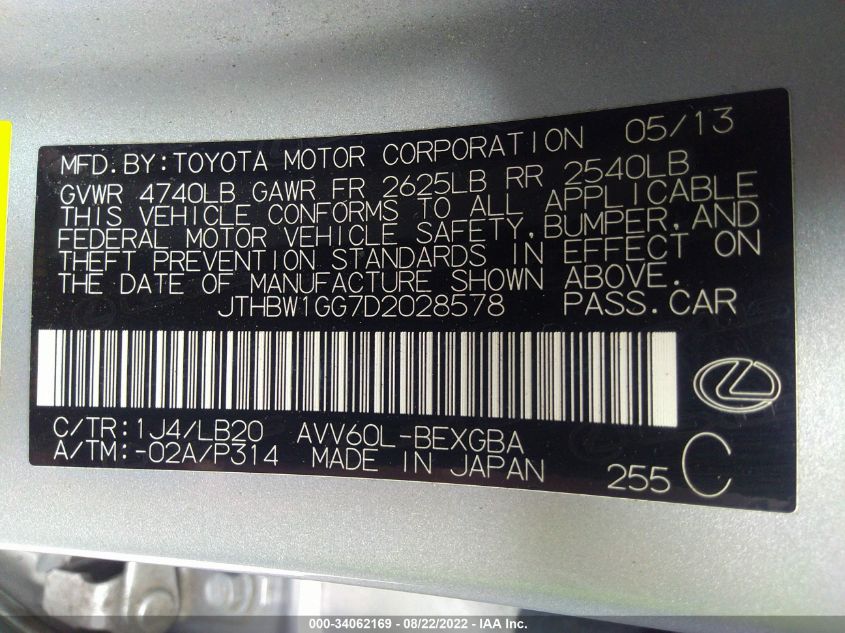 MFD.BY:TOYOTA MOTOR CORPORATION 05/13
GVWR 4740LB GAWR FR 2625LB RR 2540LB
THIS VEHICLE CONFORMS TO ALL APPLICABLE
FEDERAL MOTOR VEHICLE SAFETY,BUMPER,AND
THEFT PREVENTION STANDARDS IN EFFECT ON
THE DATE OF MANUFACTURE SHOWN ABOVE.
JTHBW1GG7D2028578 PASS.CAR
C/TR:1J4/LB20 AVV60L-BEXGBA
A/TM:-02A/P314 MADE IN JAPAN 255 C
000-34062169 - 08/22/2022 - IAA Inc.